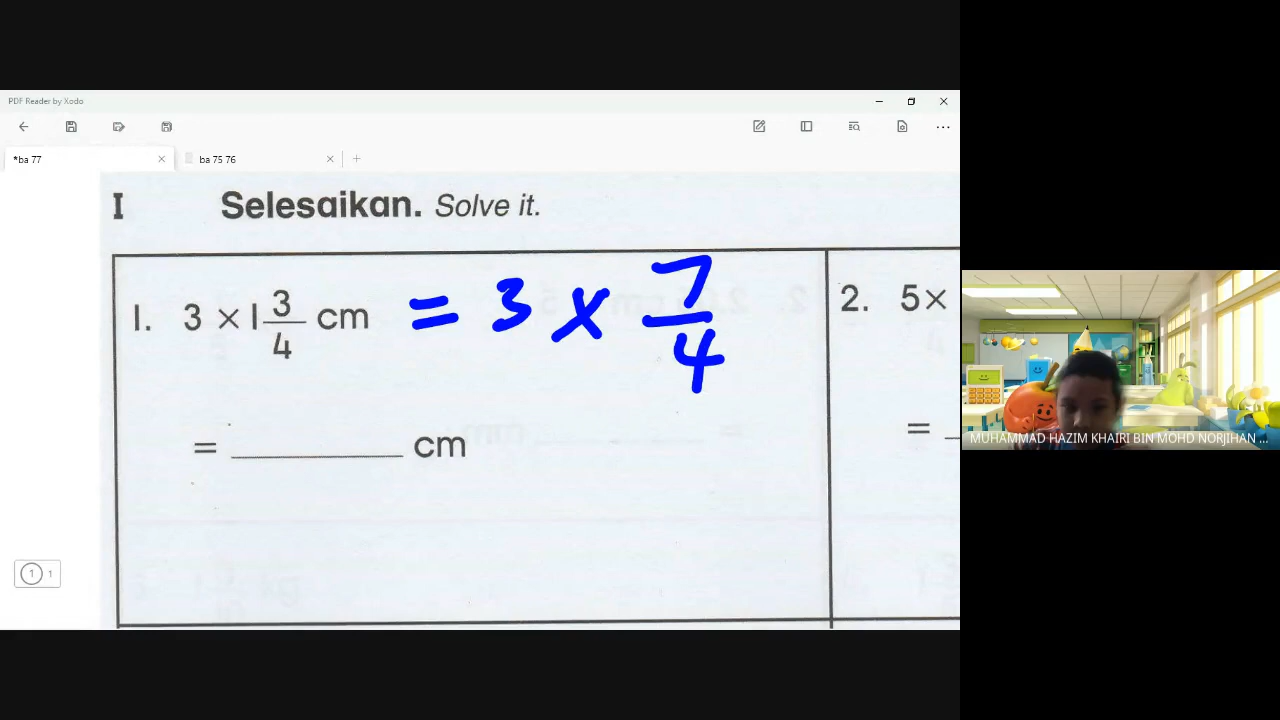 PDF Reader by Xodo
*ba 77
ba 75 76
I Selesaikan. Solve it.
1. 3 × 1 3/4 cm = 3 × 7/4
= ________ cm
2. 5×
= _
1 1
MUHAMMAD HAZIM KHAIRI BIN MOHD NORJIHAN ...